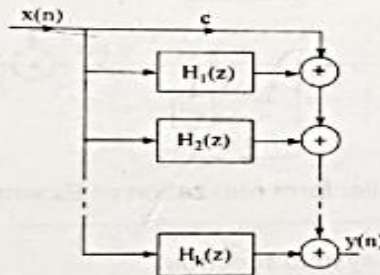 x(n)
c
H₁(z)
+
H₂(z)
+
Hₖ(z)
+
y(n)